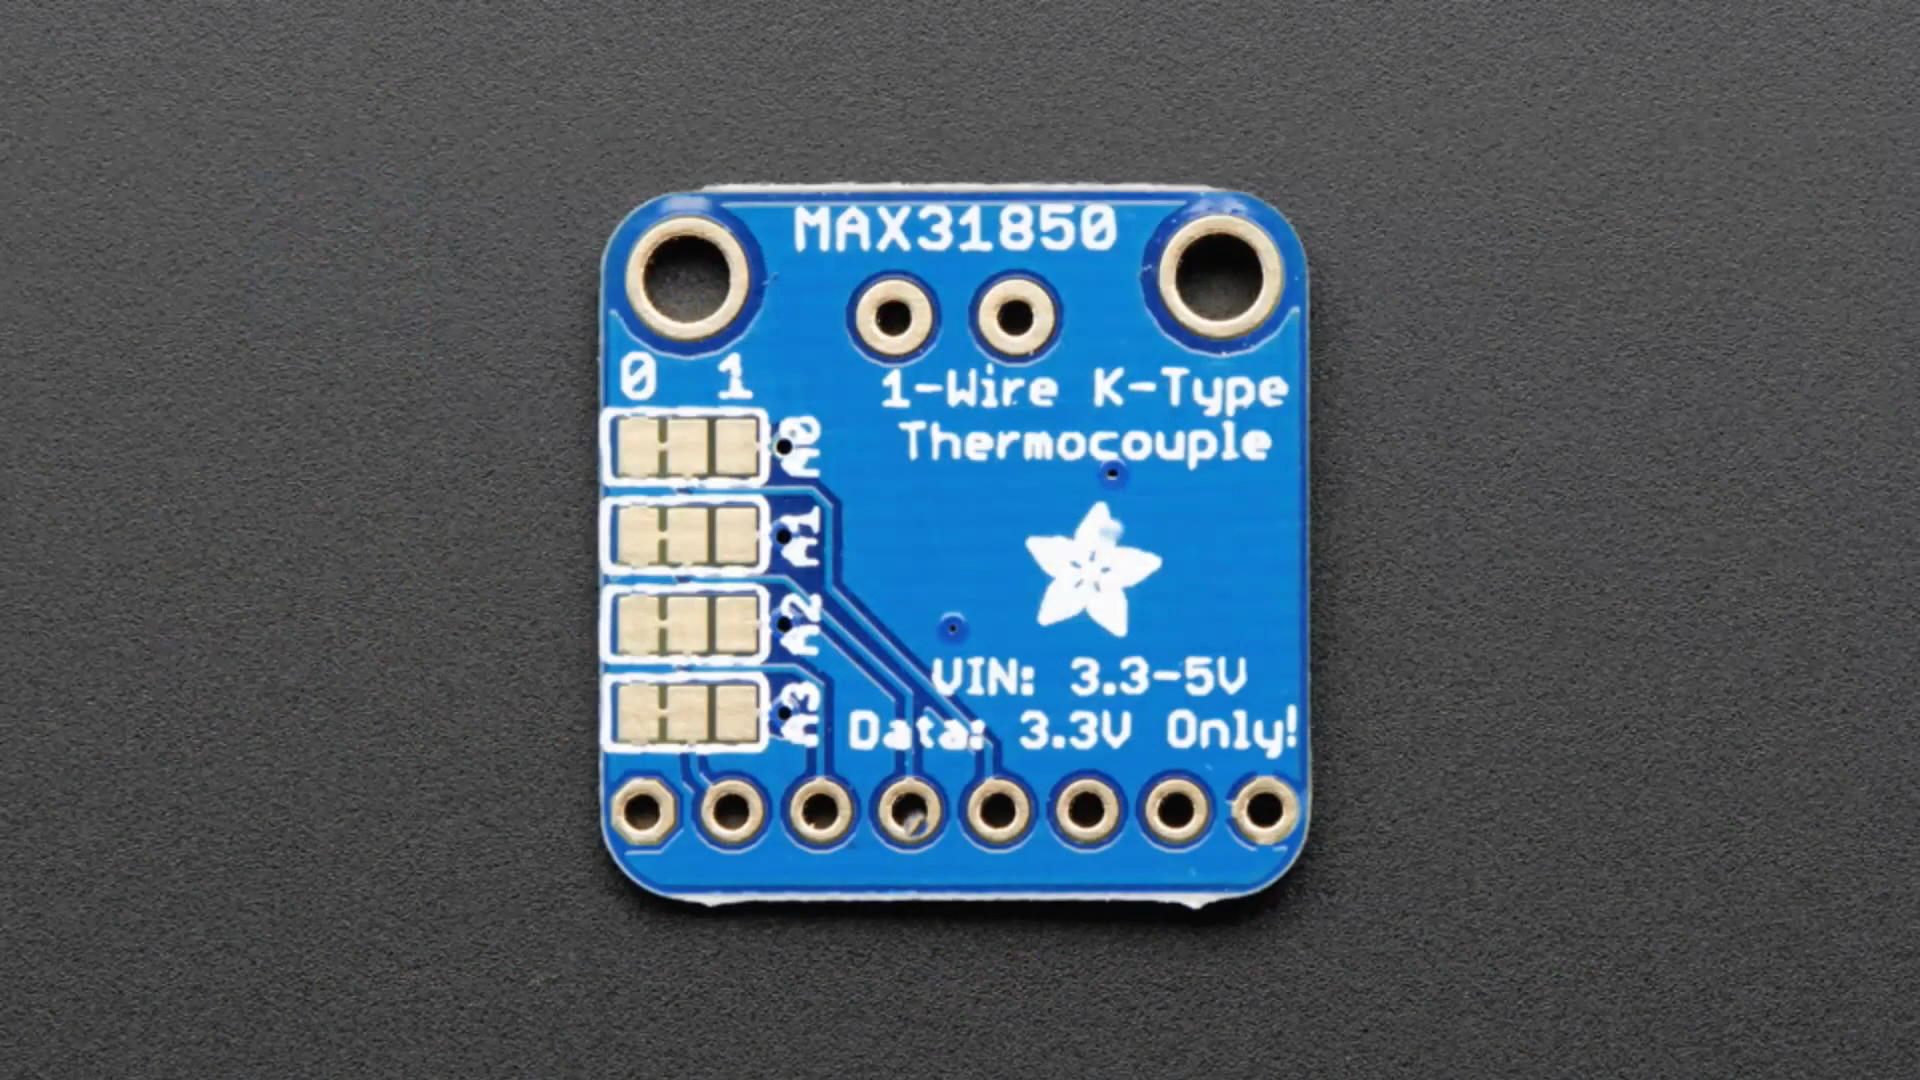 MAX31850
0 1
1-Wire K-Type
Thermocouple
A0
A1
A2
A3
VIN: 3.3-5V
Data: 3.3V Only!